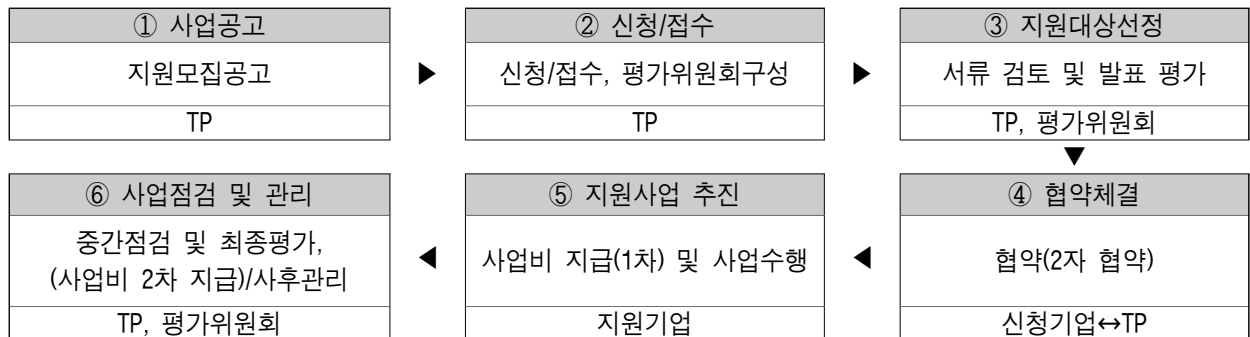 ① 사업공고
지원모집공고
TP
▶
② 신청/접수
신청/접수, 평가위원회구성
TP
▶
③ 지원대상선정
서류 검토 및 발표 평가
TP, 평가위원회
▼
④ 협약체결
협약(2자 협약)
신청기업↔TP
◀
⑤ 지원사업 추진
사업비 지급(1차) 및 사업수행
지원기업
◀
⑥ 사업점검 및 관리
중간점검 및 최종평가,
(사업비 2차 지급)/사후관리
TP, 평가위원회